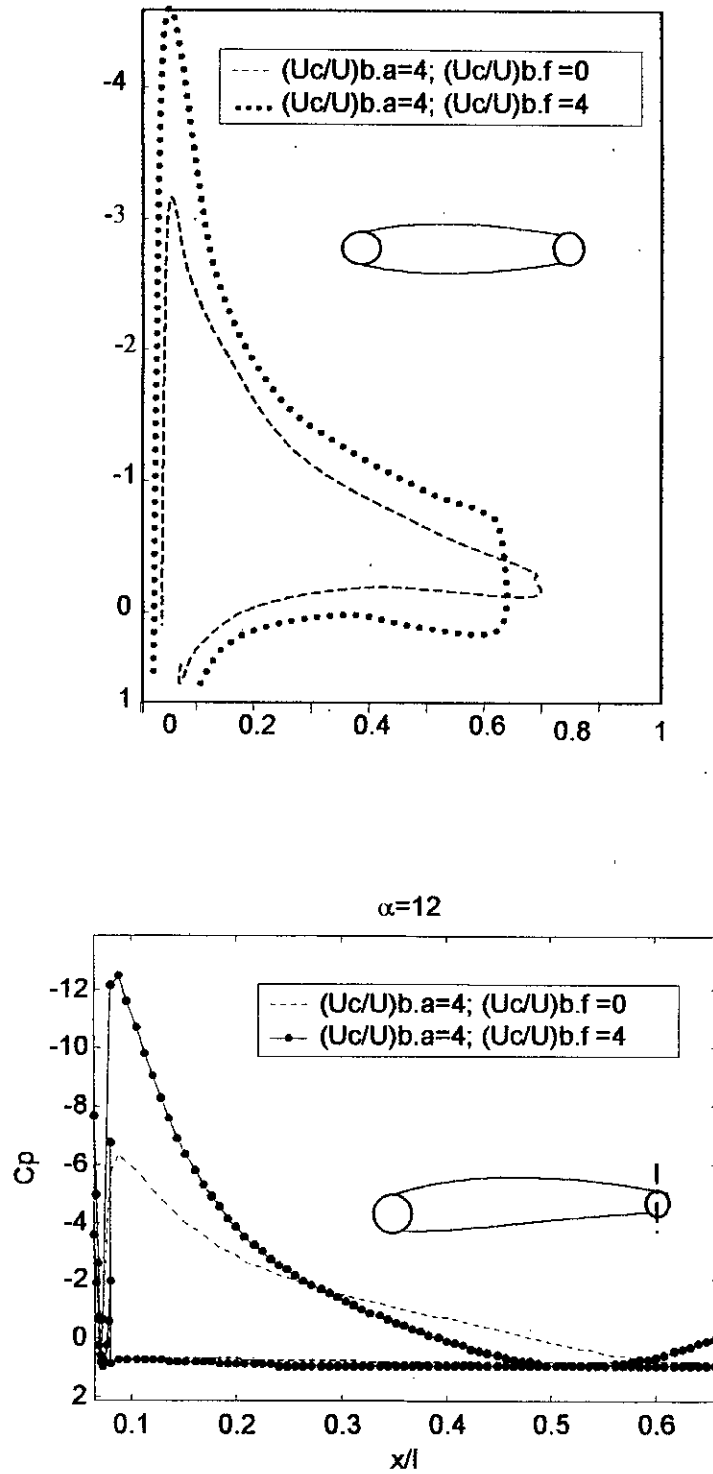 -4
(Uc/U)b.a=4; (Uc/U)b.f =0
(Uc/U)b.a=4; (Uc/U)b.f =4
-3
-2
-1
0
1
0 0.2 0.4 0.6 0.8 1
α=12
-12
(Uc/U)b.a=4; (Uc/U)b.f =0
(Uc/U)b.a=4; (Uc/U)b.f =4
-10
-8
-6
Cp
-4
-2
0
2
0.1 0.2 0.3 0.4 0.5 0.6
x/l